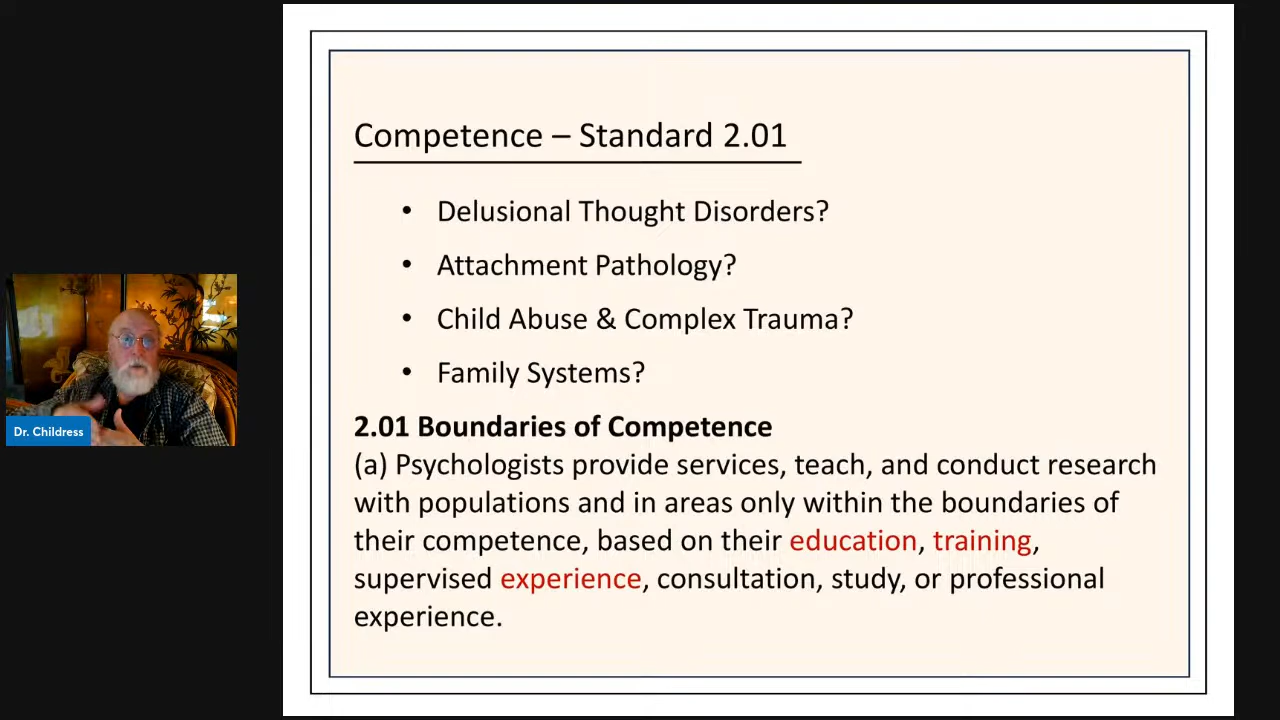 Competence – Standard 2.01
• Delusional Thought Disorders?
• Attachment Pathology?
• Child Abuse & Complex Trauma?
• Family Systems?
2.01 Boundaries of Competence
(a) Psychologists provide services, teach, and conduct research
with populations and in areas only within the boundaries of
their competence, based on their education, training,
supervised experience, consultation, study, or professional
experience.
Dr. Childress